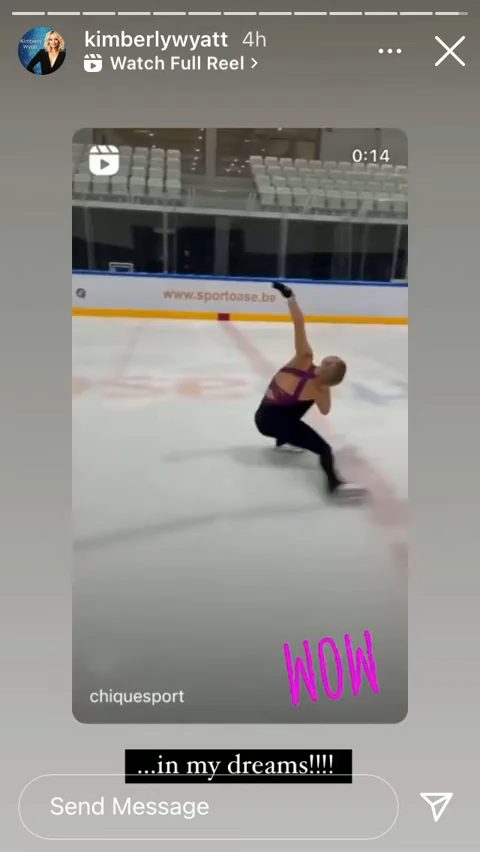 kimberlywyatt 4h
Watch Full Reel >
0:14
www.sportoase.be
chiquesport
WOW
...in my dreams!!!!
Send Message